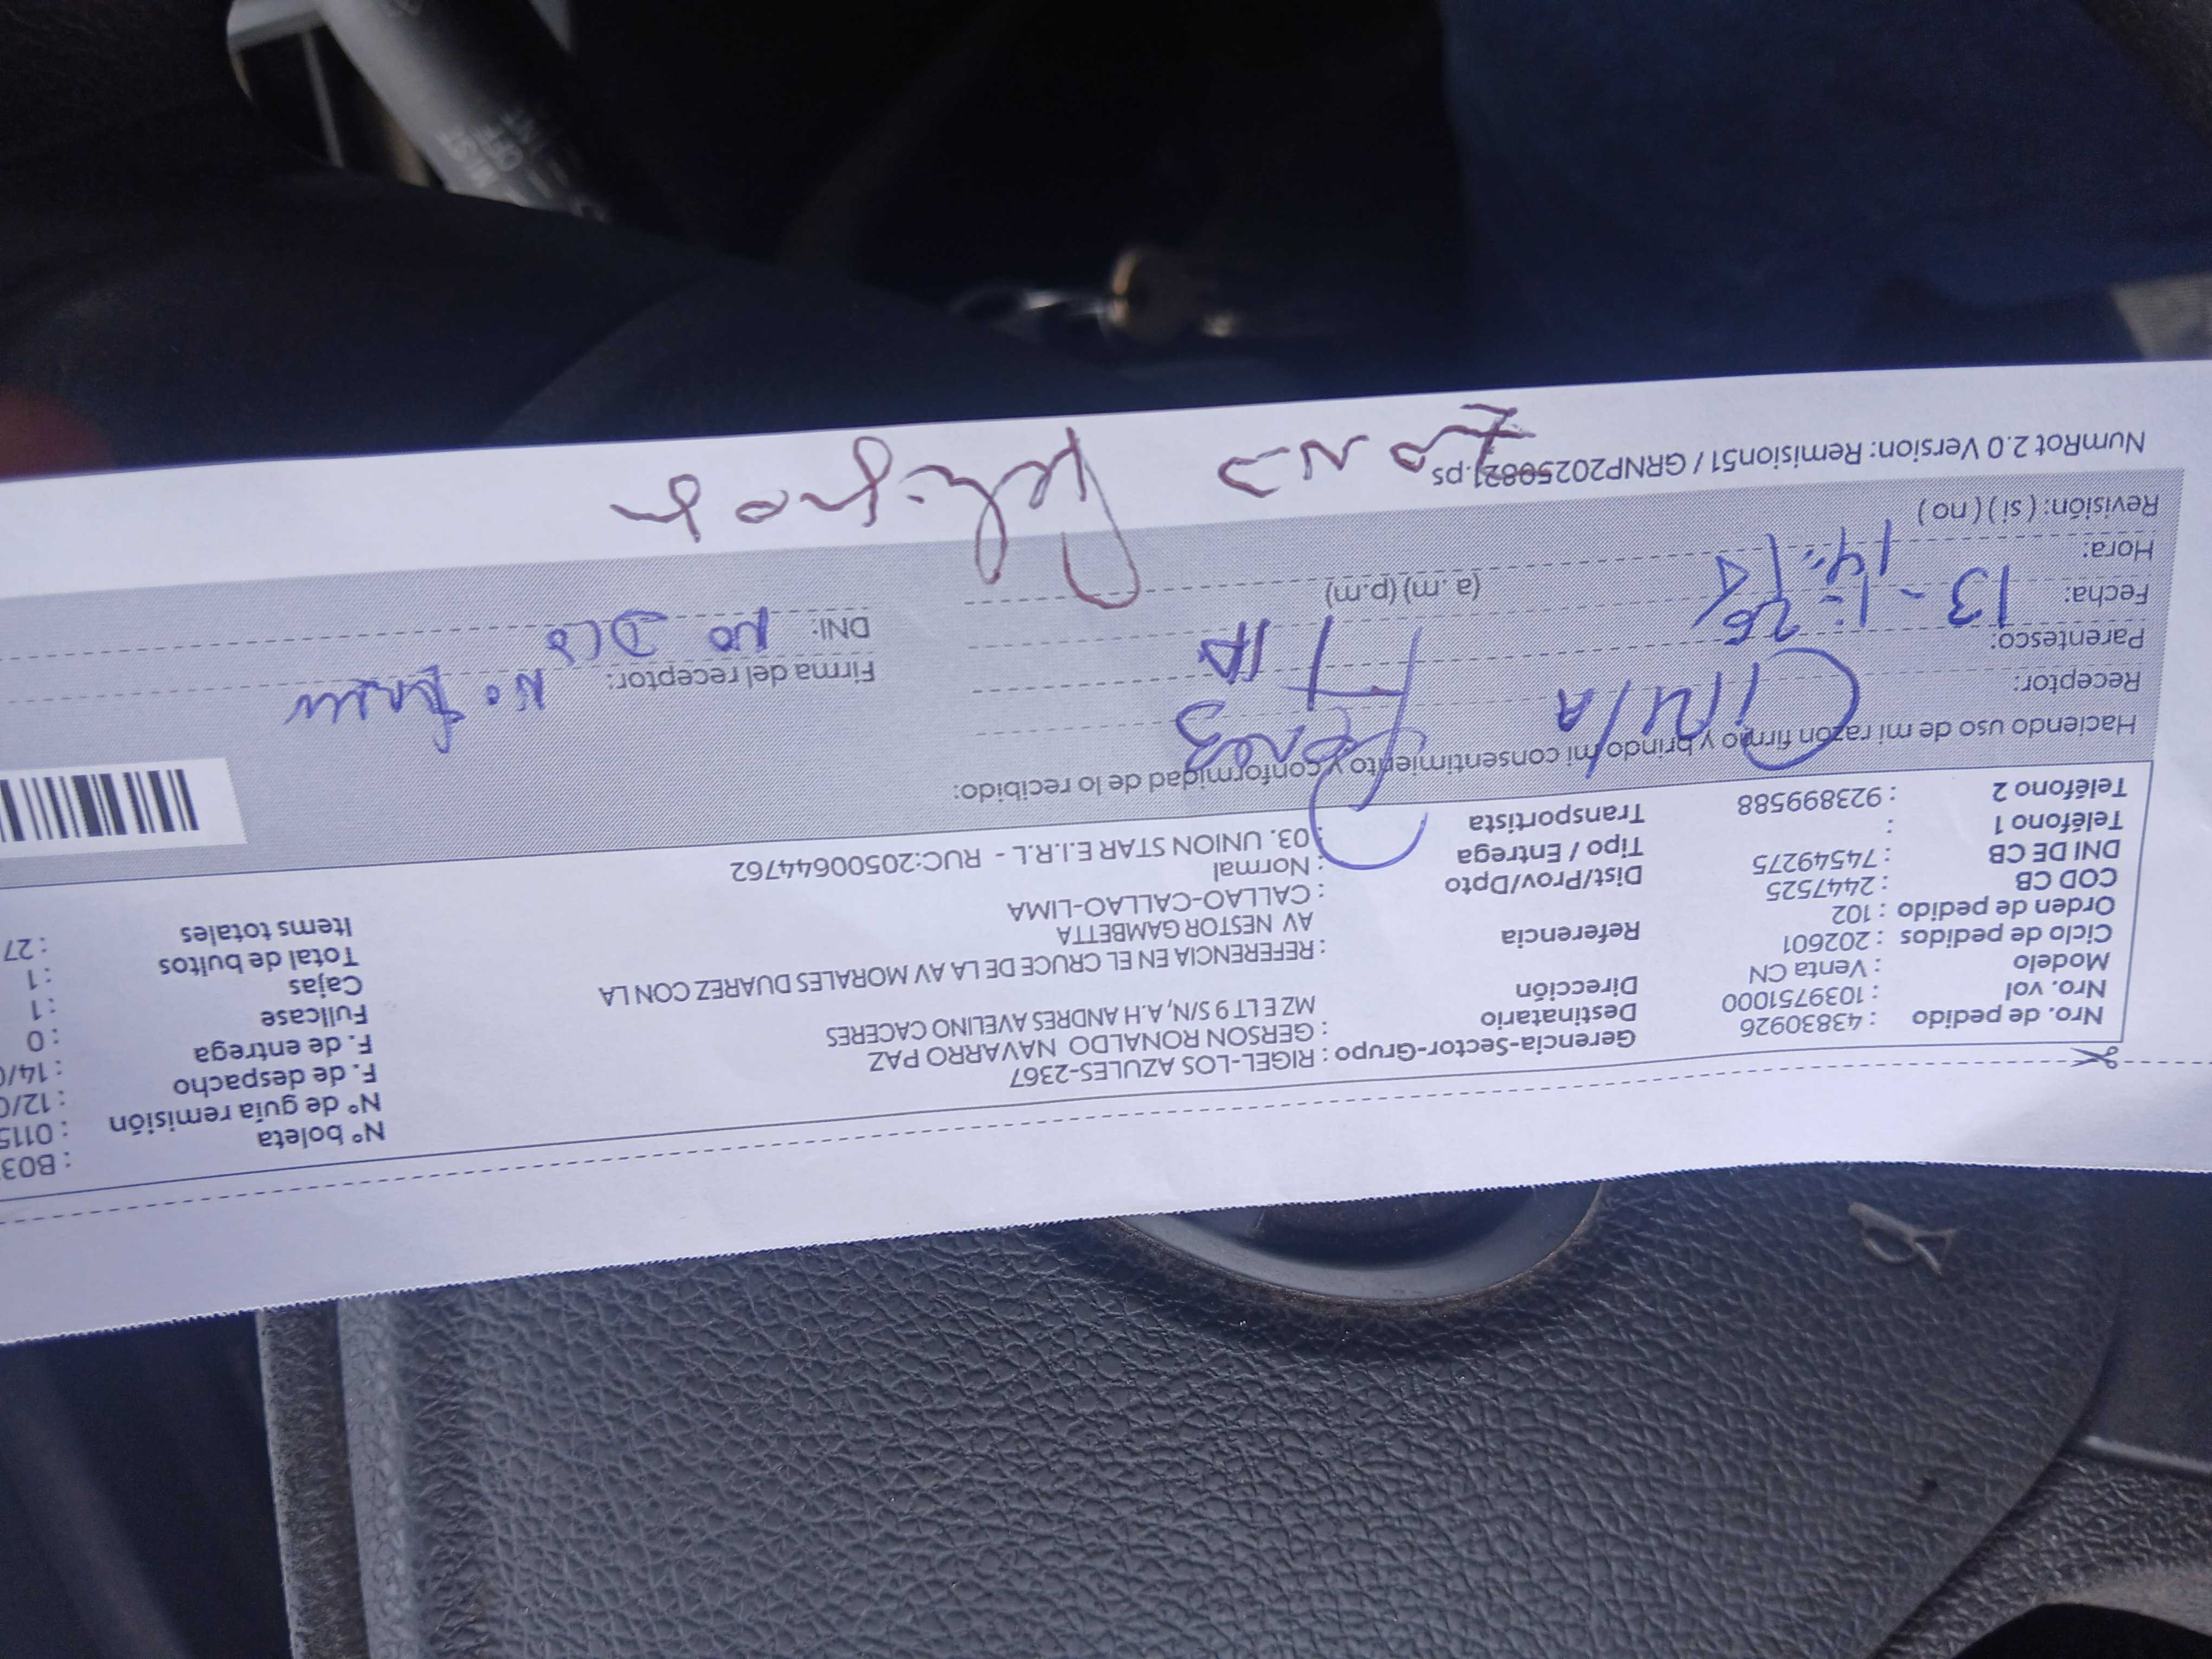 Nro. de pedido : 43830926 Gerencia-Sector-Grupo : RIGEL-LOS AZULES-2367 N° boleta : B03
Nro. vol : 1039751000 Destinatario : GERSON RONALDO NAVARRO PAZ N° de guía remisión : 0115
Modelo : Venta CN Dirección MZ E LT 9 S/N, A.H ANDRES AVELINO CACERES F. de despacho : 12/0
Ciclo de pedidos : 202601 F. de entrega : 14/0
Orden de pedido : 102 Referencia : REFERENCIA EN EL CRUCE DE LA AV MORALES DUAREZ CON LA Fullcase : 0
COD CB : 2447525 AV NESTOR GAMBETTA Cajas : 1
DNI DE CB : 74549275 Dist/Prov/Dpto : CALLAO-CALLAO-LIMA Total de bultos : 1
Teléfono 1 : Tipo / Entrega : Normal Items totales : 27
Teléfono 2 : 923899588 Transportista : 03. UNION STAR E.I.R.L - RUC:20500644762
Haciendo uso de mi razón firmo y brindo mi consentimiento y conformidad de lo recibido:
Receptor: Firma del receptor: No
Parentesco: DNI: NO DIO
Fecha: 13-1-26
Hora: (a. m) (p.m)
Revisión: ( si ) ( no )
NumRot 2.0 Version: Remision51 / GRNP2025082].ps
ZONA Peligrosa